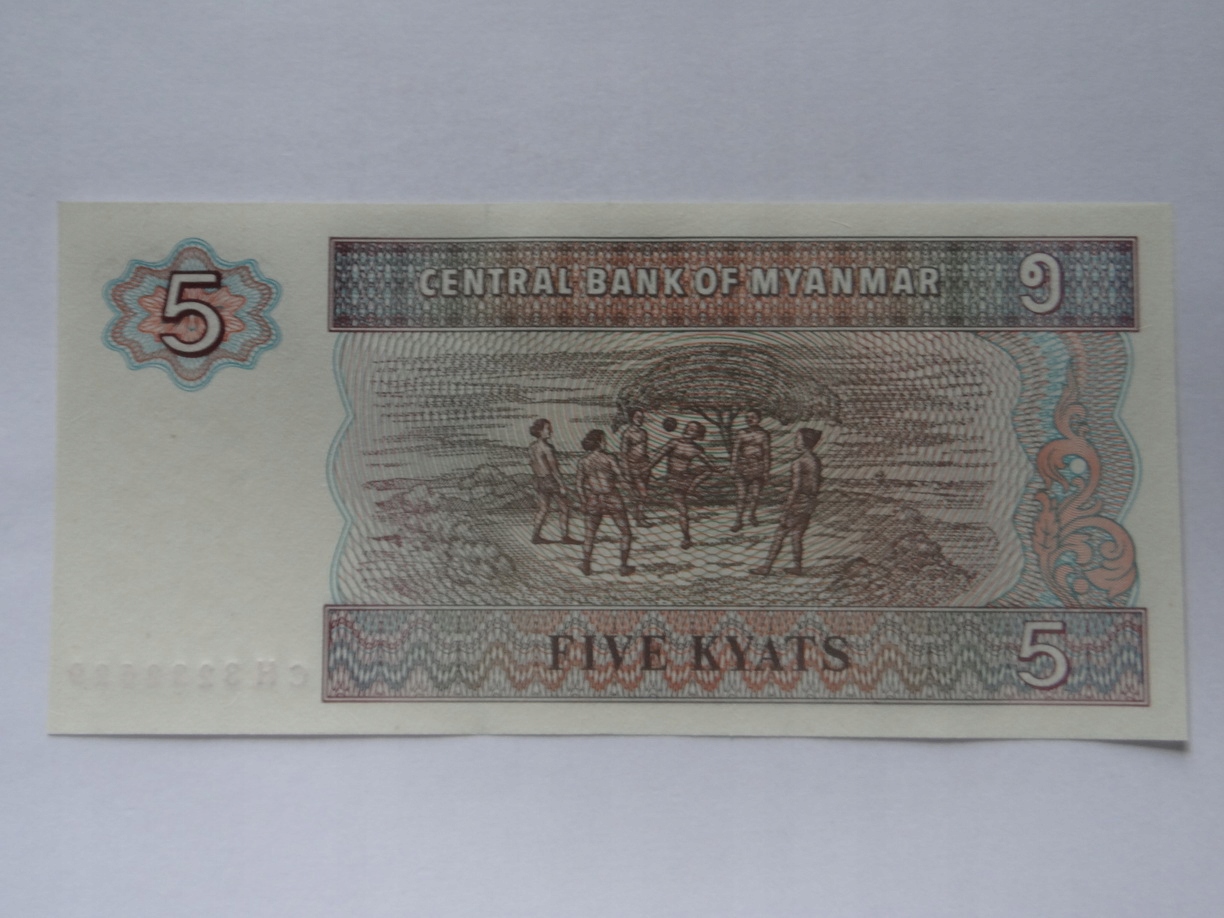 5
CENTRAL BANK OF MYANMAR ၅
FIVE KYATS 5